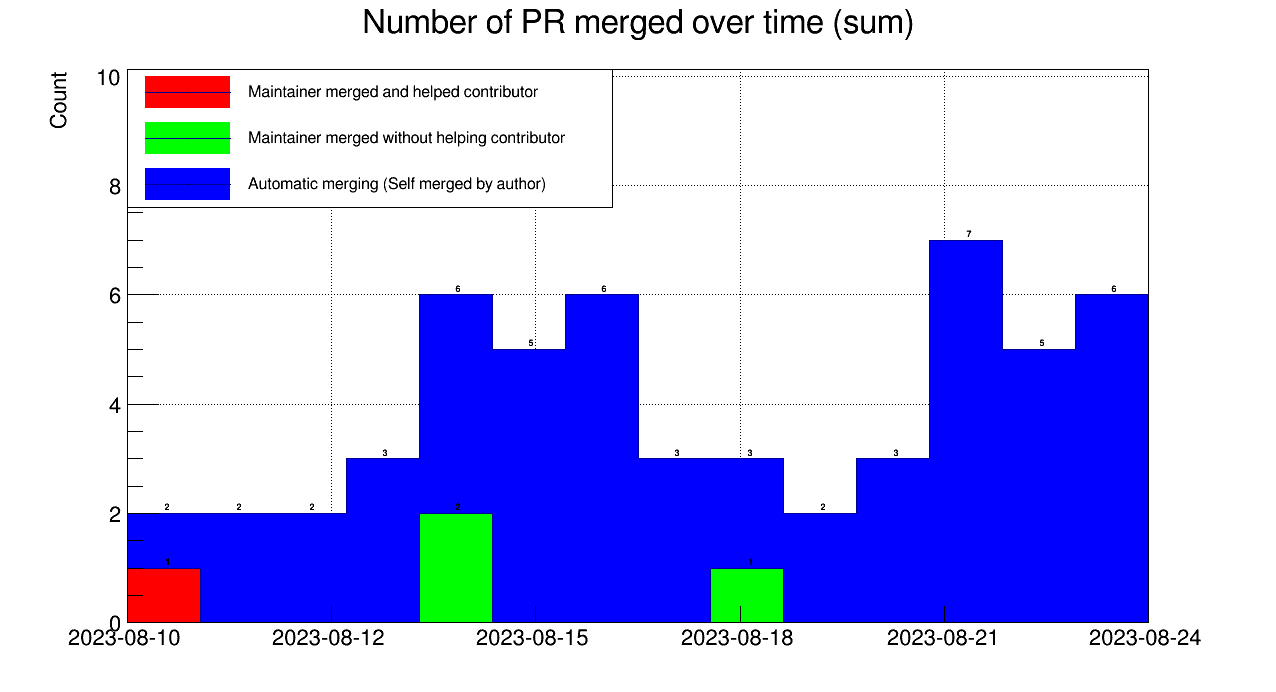 Number of PR merged over time (sum)
Count
10
8
6
4
2
0
Maintainer merged and helped contributor
Maintainer merged without helping contributor
Automatic merging (Self merged by author)
2 2 2 3 6 5 6 3 3 2 3 7 5 6
1 2 1
2023-08-10 2023-08-12 2023-08-15 2023-08-18 2023-08-21 2023-08-24